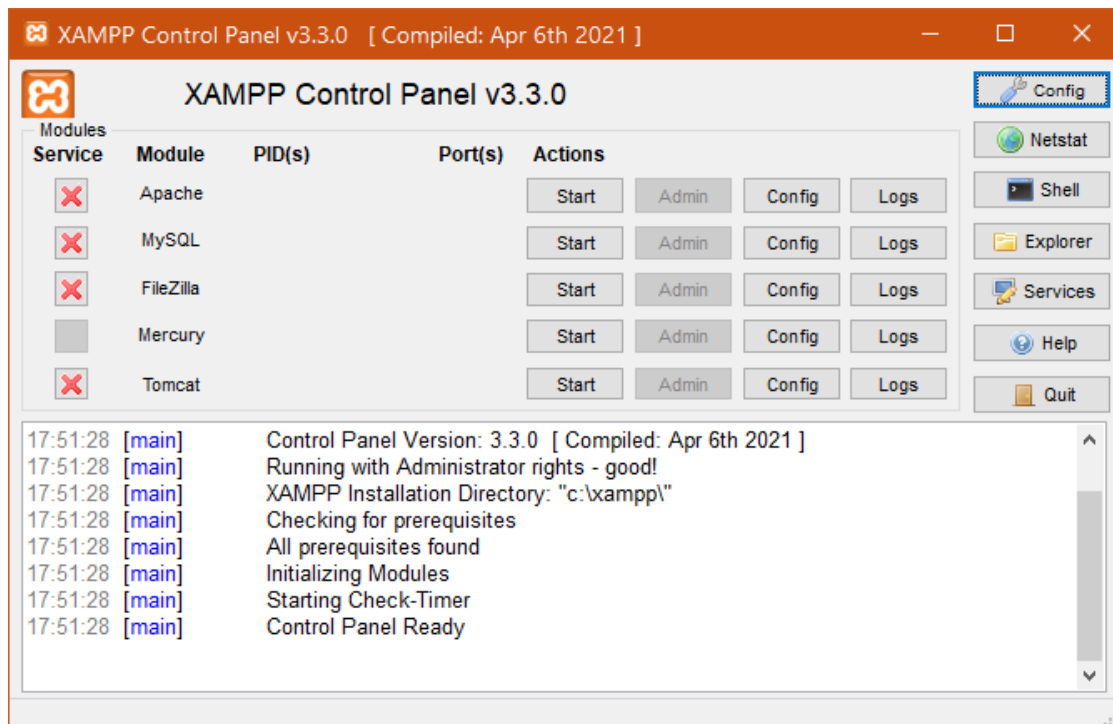 XAMPP Control Panel v3.3.0 [ Compiled: Apr 6th 2021 ]
XAMPP Control Panel v3.3.0
Config
Netstat
Shell
Explorer
Services
Help
Quit
Modules
Service Module PID(s) Port(s) Actions
Apache Start Admin Config Logs
MySQL Start Admin Config Logs
FileZilla Start Admin Config Logs
Mercury Start Admin Config Logs
Tomcat Start Admin Config Logs
17:51:28 [main] Control Panel Version: 3.3.0 [ Compiled: Apr 6th 2021 ]
17:51:28 [main] Running with Administrator rights - good!
17:51:28 [main] XAMPP Installation Directory: "c:\xampp\"
17:51:28 [main] Checking for prerequisites
17:51:28 [main] All prerequisites found
17:51:28 [main] Initializing Modules
17:51:28 [main] Starting Check-Timer
17:51:28 [main] Control Panel Ready